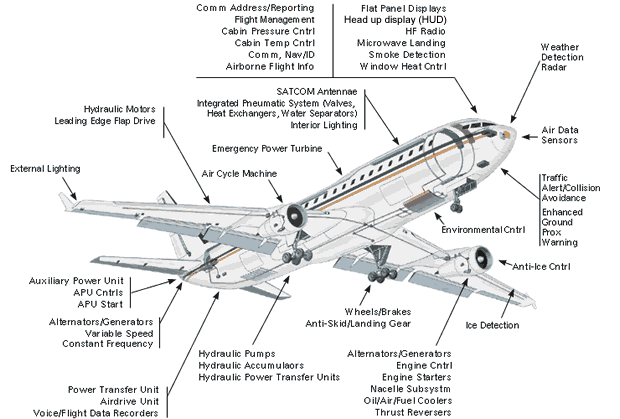 Comm Address/Reporting
Flight Management
Cabin Pressure Cntrl
Cabin Temp Cntrl
Comm, Nav/ID
Airborne Flight Info
Flat Panel Displays
Head up display (HUD)
HF Radio
Microwave Landing
Smoke Detection
Window Heat Cntrl
Weather
Detection
Radar
SATCOM Antennae
Integrated Pneumatic System (Valves,
Heat Exchangers, Water Separators)
Interior Lighting
Hydraulic Motors
Leading Edge Flap Drive
Air Data
Sensors
Emergency Power Turbine
External Lighting
Air Cycle Machine
Traffic
Alert/Collision
Avoidance
Enhanced
Ground
Prox
Warning
Environmental Cntrl
Anti-Ice Cntrl
Auxiliary Power Unit
APU Cntrls
APU Start
Wheels/Brakes
Anti-Skid/Landing Gear
Ice Detection
Alternators/Generators
Variable Speed
Constant Frequency
Hydraulic Pumps
Hydraulic Accumulaors
Hydraulic Power Transfer Units
Alternators/Generators
Engine Cntrl
Engine Starters
Nacelle Subsystm
Oil/Air/Fuel Coolers
Thrust Reversers
Power Transfer Unit
Airdrive Unit
Voice/Flight Data Recorders